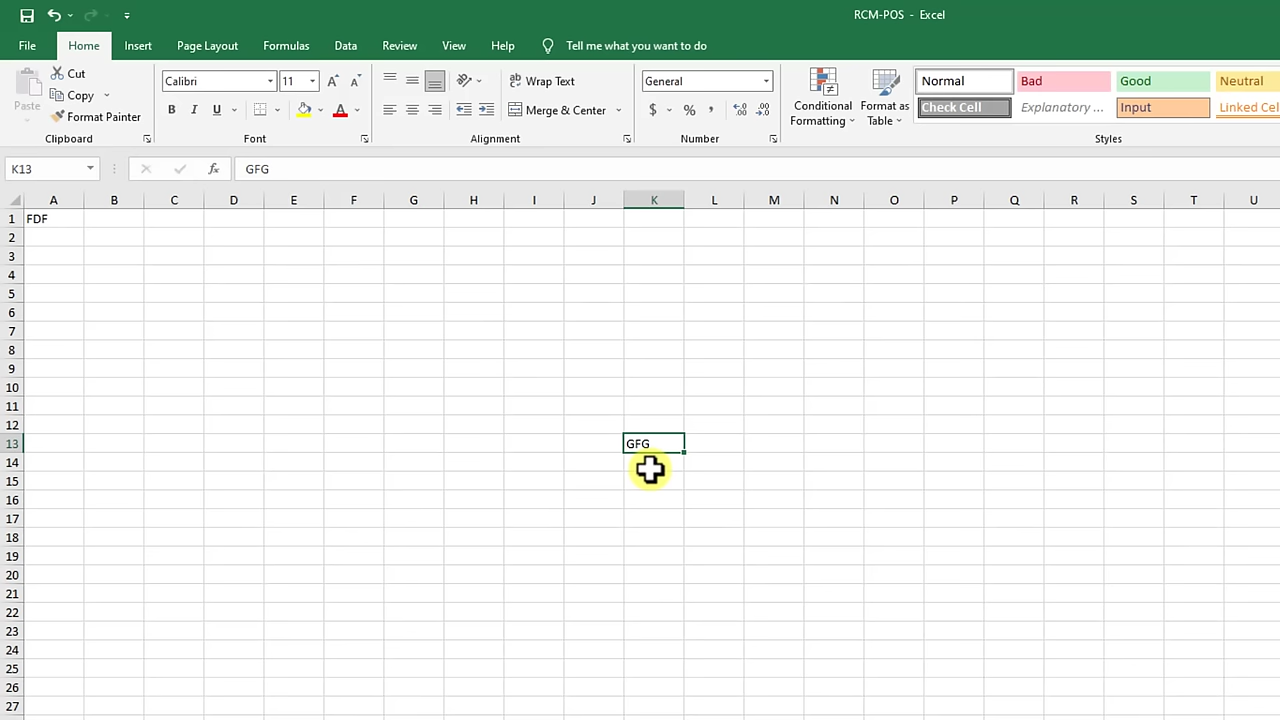 RCM-POS - Excel
File Home Insert Page Layout Formulas Data Review View Help Tell me what you want to do
Paste
Cut
Copy
Format Painter
Clipboard
Calibri 11
B I U
Font
Wrap Text
Merge & Center
Alignment
General
$ % ,
Number
Conditional Formatting
Format as Table
Normal Bad Good Neutral
Check Cell Explanatory ... Input Linked Cel
Styles
K13 fx GFG
A B C D E F G H I J K L M N O P Q R S T U
1 FDF
2
3
4
5
6
7
8
9
10
11
12
13 GFG
14
15
16
17
18
19
20
21
22
23
24
25
26
27